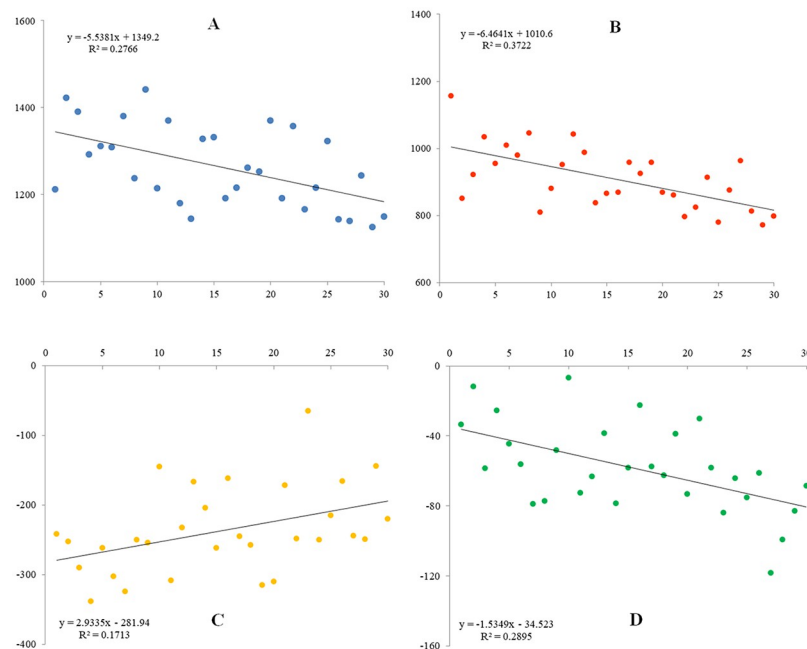 A
y = -5.5381x + 1349.2
R² = 0.2766
1600
1400
1200
1000
0 5 10 15 20 25 30
B
y = -6.4641x + 1010.6
R² = 0.3722
1400
1200
1000
800
600
0 5 10 15 20 25 30
0 5 10 15 20 25 30
0
-100
-200
-300
-400
y = 2.9335x - 281.94
R² = 0.1713
C
0 5 10 15 20 25 30
0
-40
-80
-120
-160
y = -1.5349x - 34.523
R² = 0.2895
D